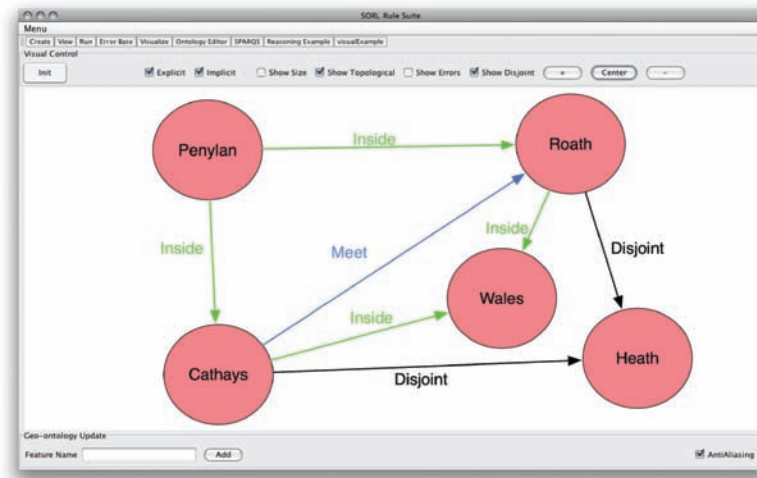 SORL Rule Suite
Menu
Create View Run Error Base Visualize Ontology Editor SPARQS Reasoning Example visualExample
Visual Control
Init Explicit Implicit Show Size Show Topological Show Errors Show Disjoint + Center -
Penylan
Inside
Roath
Inside
Inside
Meet
Disjoint
Wales
Inside
Heath
Cathays
Disjoint
Geo-ontology Update
Feature Name Add AntiAliasing